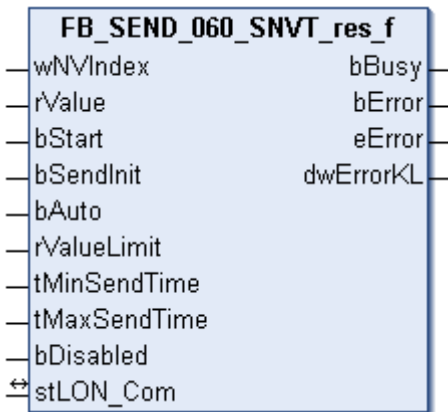 FB_SEND_060_SNVT_res_f
wNVIndex bBusy
rValue bError
bStart eError
bSendInit dwErrorKL
bAuto
rValueLimit
tMinSendTime
tMaxSendTime
bDisabled
stLON_Com